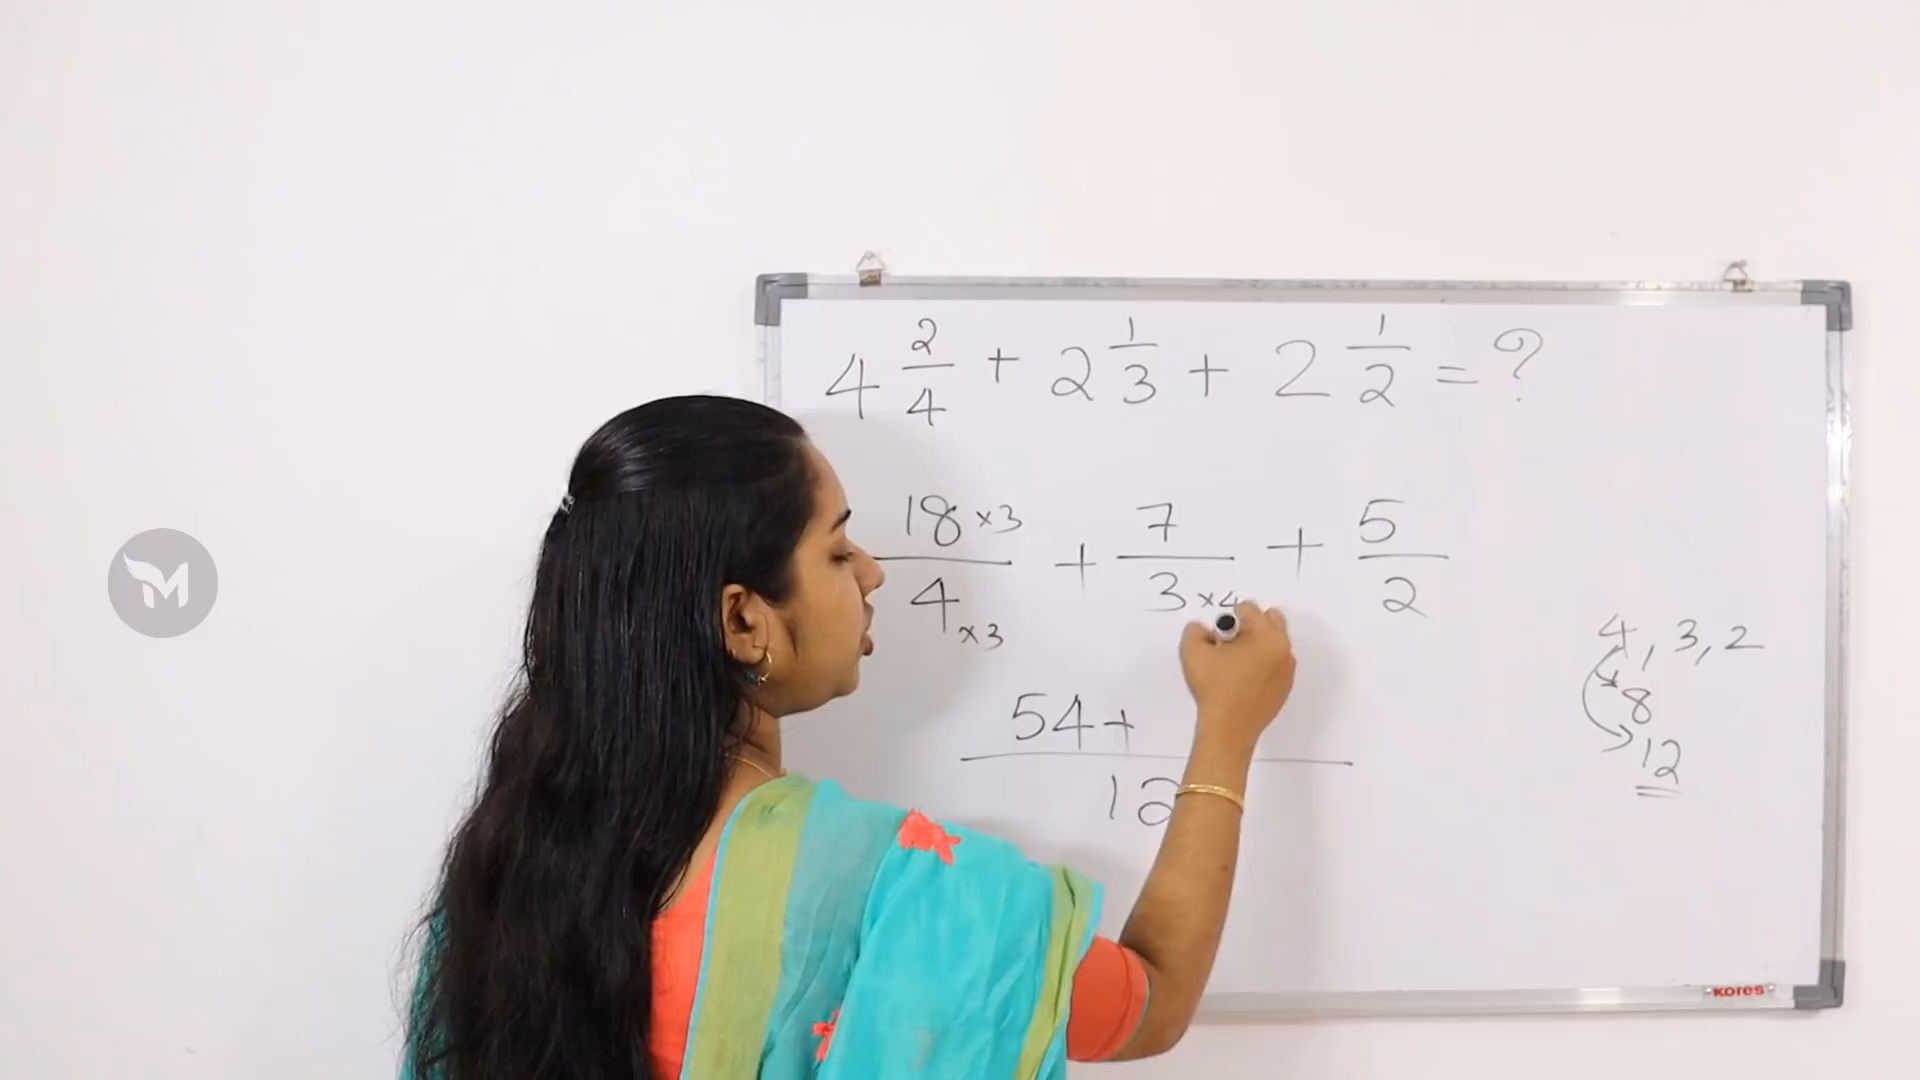 4 2/4 + 2 1/3 + 2 1/2 = ?
18×3/4×3 + 7/3×4 + 5/2
4, 3, 2
8
12
54+
12
KORES
M